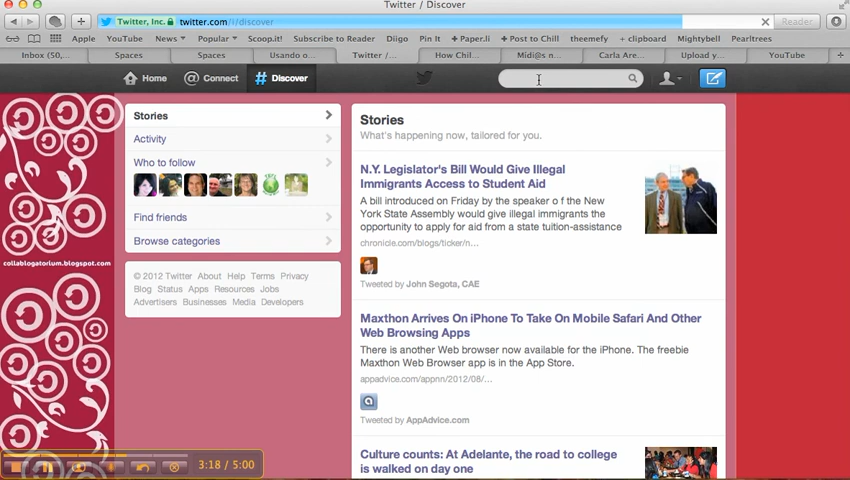 Twitter / Discover
Twitter, Inc.
twitter.com/i/discover
Reader
Apple
YouTube
News
Popular
Scoop.it!
Subscribe to Reader
Diigo
Pin It
+ Paper.li
+ Post to Chill
theemefy
+ clipboard
Mightybell
Pearltrees
Inbox (50,...
Spaces
Spaces
Usando o...
Twitter /...
How Chil...
Midi@s n...
Carla Are...
Upload y...
YouTube
Home
Connect
Discover
Stories
Activity
Who to follow
Find friends
Browse categories
© 2012 Twitter About Help Terms Privacy
Blog Status Apps Resources Jobs
Advertisers Businesses Media Developers
collablogatorium.blogspot.com
Stories
What's happening now, tailored for you.
N.Y. Legislator's Bill Would Give Illegal
Immigrants Access to Student Aid
A bill introduced on Friday by the speaker o f the New
York State Assembly would give illegal immigrants the
opportunity to apply for aid from a state tuition-assistance
chronicle.com/blogs/ticker/n...
Tweeted by John Segota, CAE
Maxthon Arrives On iPhone To Take On Mobile Safari And Other
Web Browsing Apps
There is another Web browser now available for the iPhone. The freebie
Maxthon Web Browser app is in the App Store.
appadvice.com/appnn/2012/08/...
Tweeted by AppAdvice.com
Culture counts: At Adelante, the road to college
is walked on day one
3:18 / 5:00